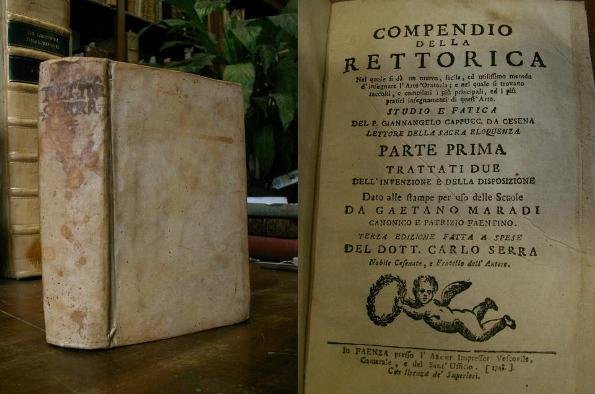 COMPENDIO
DELLA
RETTORICA
Nel quale si dà un nuovo, facile, ed utilissimo metodo
d'insegnare l'Arte Oratoria; e nel quale si trovano
raccolti, e compilati i più principali, ed i più
pratici insegnamenti di quest'Arte.
STUDIO E FATICA
DEL P. GIANNANGELO CAPPUCC. DA CESENA
LETTORE DELLA SACRA ELOQUENZA
PARTE PRIMA
TRATTATI DUE
DELL'INVENZIONE E DELLA DISPOSIZIONE
Dato alle stampe per uso delle Scuole
DA GAETANO MARADI
CANONICO E PATRIZIO FAENTINO.
TERZA EDIZIONE FATTA A SPESE
DEL DOTT. CARLO SERRA
Nobile Cesenate, e Fratello dell'Autore.
In FAENZA presso l'Archi Impressor Vescovile,
Camerale, e del Sant' Ufficio.
Con licenza de' Superiori.